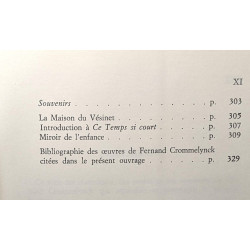 XI
Souvenirs . . . . . . . . . . . . p. 303
La Maison du Vésinet . . . . . . . . p. 305
Introduction à Ce Temps si court . . . . . p. 307
Miroir de l'enfance . . . . . . . . . p. 309
Bibliographie des œuvres de Fernand Crommelynck
citées dans le présent ouvrage . . . . . . p. 329